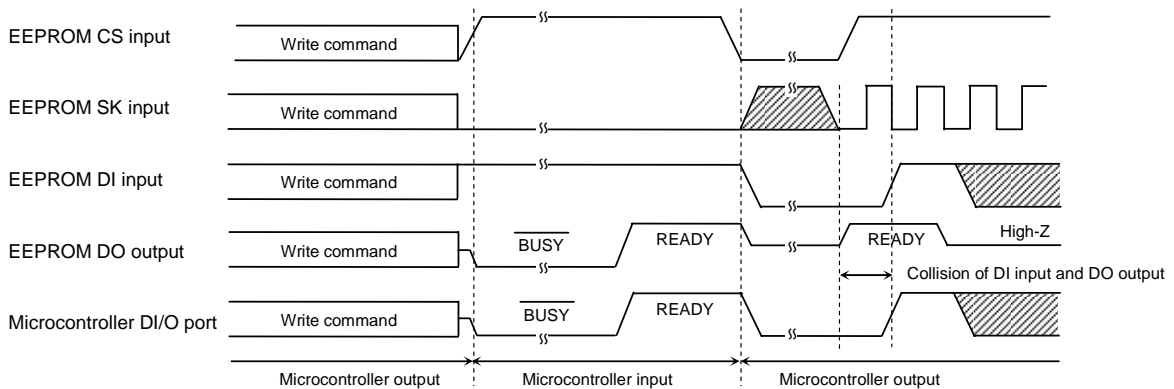 EEPROM CS input
Write command
EEPROM SK input
Write command
EEPROM DI input
Write command
EEPROM DO output
Write command
BUSY
READY
READY
High-Z
Collision of DI input and DO output
Microcontroller DI/O port
Write command
BUSY
READY
Microcontroller output
Microcontroller input
Microcontroller output